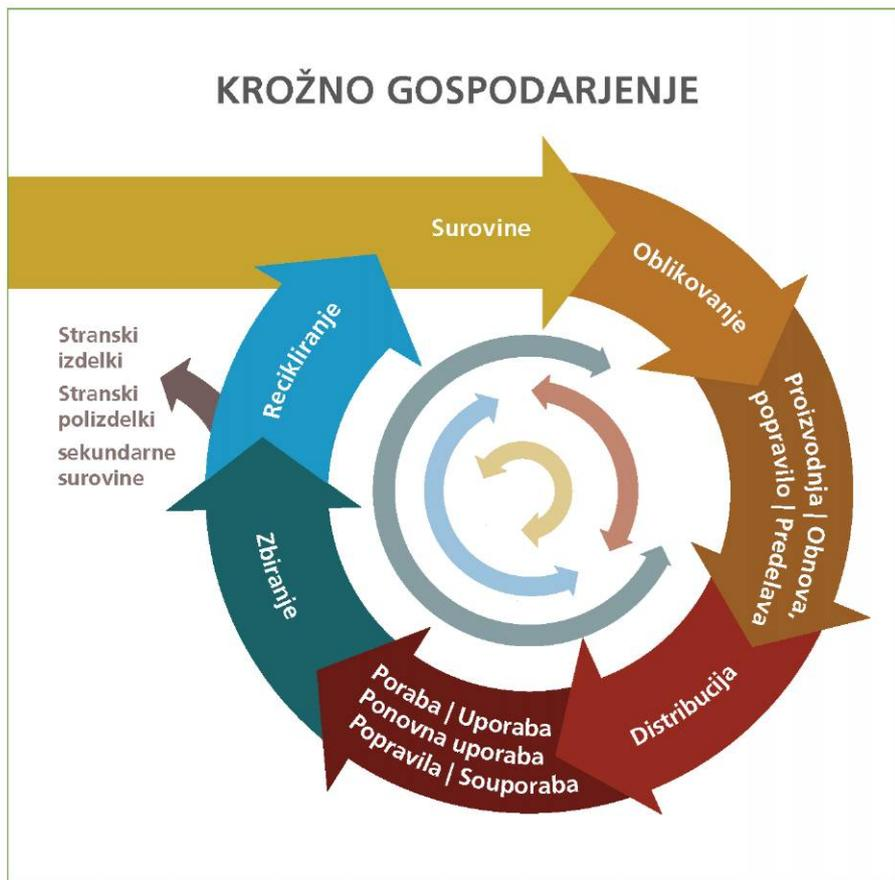 KROŽNO GOSPODARJENJE
Surovine
Oblikovanje
Proizvodnja | Obnova,
popravilo | Predelava
Distribucija
Poraba | Uporaba
Ponovna uporaba
Popravila | Souporaba
Zbiranje
Recikliranje
Stranski
izdelki
Stranski
polizdelki
sekundarne
surovine